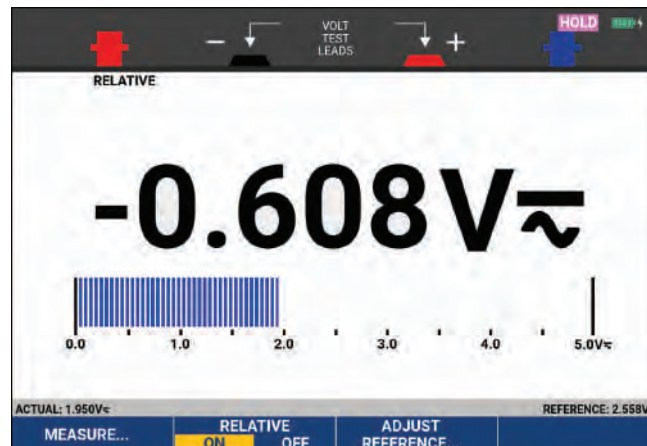 VOLT
TEST
LEADS
HOLD
− +
RELATIVE
-0.608 V
0.0 1.0 2.0 3.0 4.0 5.0V
ACTUAL: 1.950V
REFERENCE: 2.558V
MEASURE...
RELATIVE
ON OFF
ADJUST
REFERENCE...